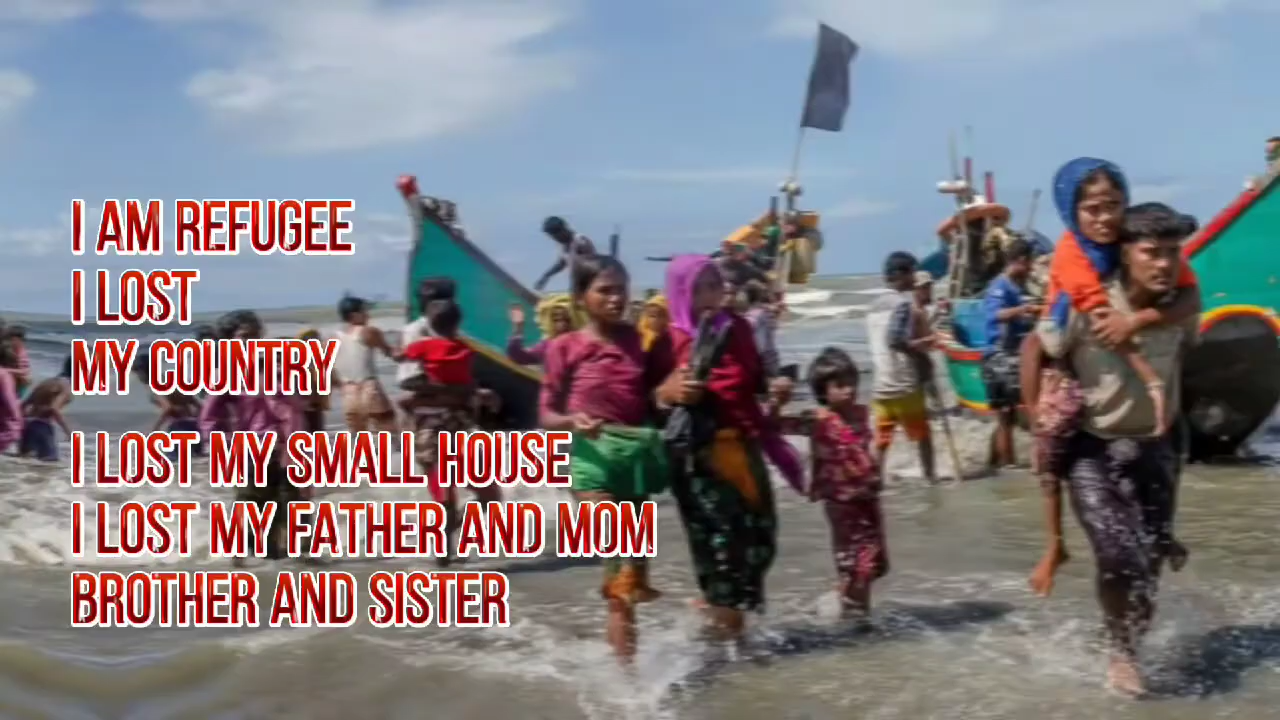 I AM REFUGEE
I LOST
MY COUNTRY
I LOST MY SMALL HOUSE
I LOST MY FATHER AND MOM
BROTHER AND SISTER